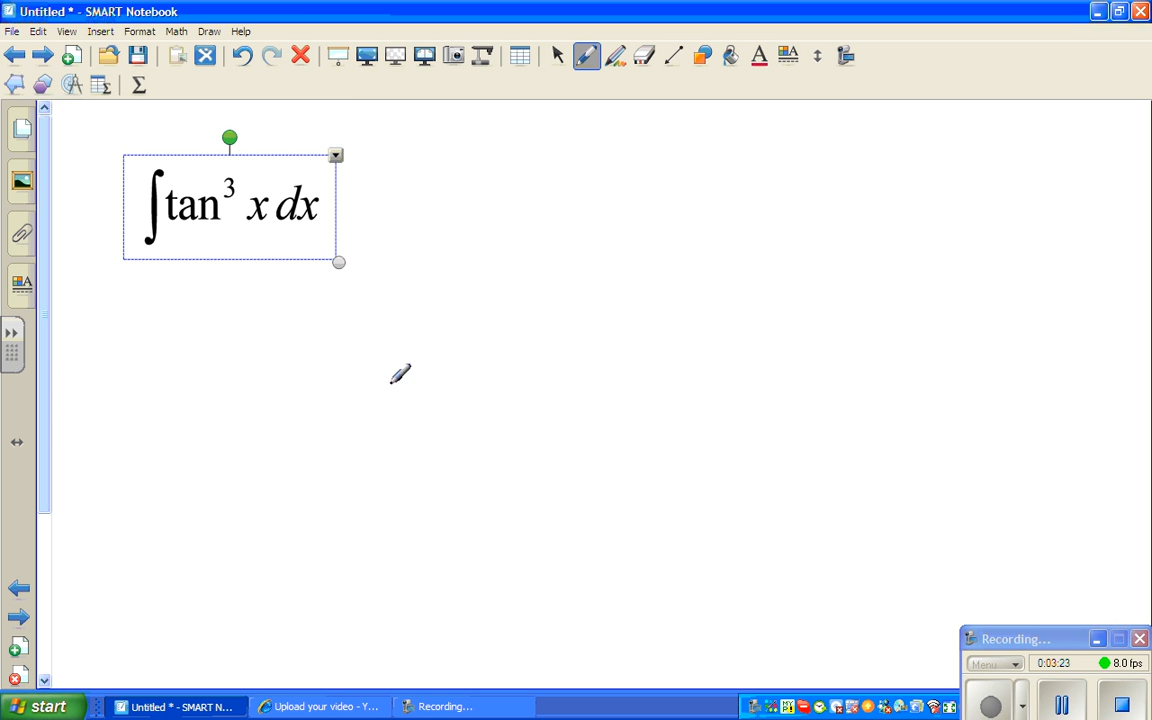 Untitled * - SMART Notebook
File Edit View Insert Format Math Draw Help
∫tan³ x dx
Recording...
Menu
0:03:23
8.0 fps
start
Untitled * - SMART N...
Upload your video - Y...
Recording...